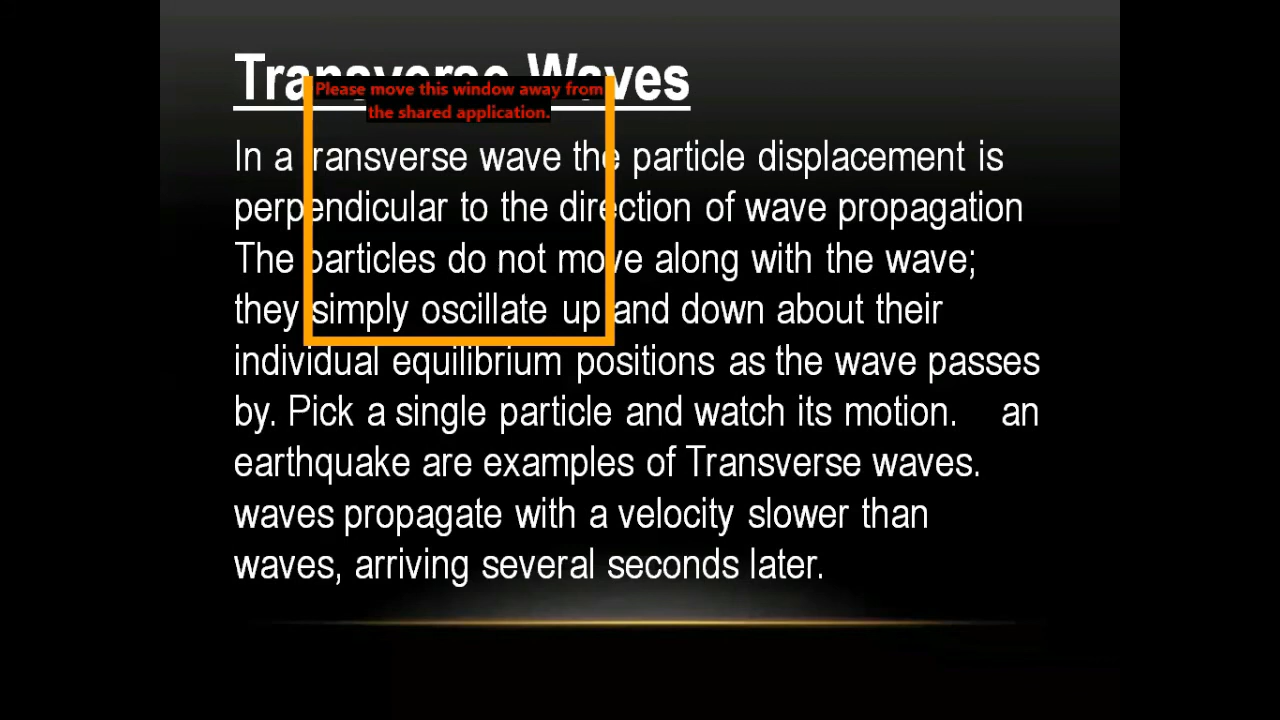 Transverse Waves
Please move this window away from
the shared application.
In a transverse wave the particle displacement is
perpendicular to the direction of wave propagation
The particles do not move along with the wave;
they simply oscillate up and down about their
individual equilibrium positions as the wave passes
by. Pick a single particle and watch its motion. an
earthquake are examples of Transverse waves.
waves propagate with a velocity slower than
waves, arriving several seconds later.